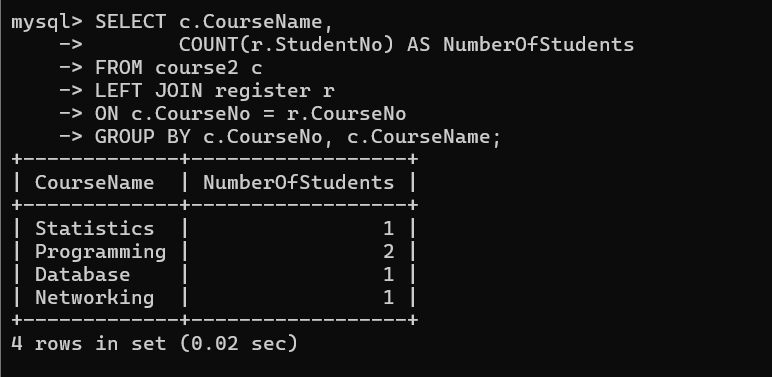 mysql> SELECT c.CourseName,
    ->        COUNT(r.StudentNo) AS NumberOfStudents
    -> FROM course2 c
    -> LEFT JOIN register r
    -> ON c.CourseNo = r.CourseNo
    -> GROUP BY c.CourseNo, c.CourseName;
+-------------+------------------+
| CourseName  | NumberOfStudents |
+-------------+------------------+
| Statistics  |                1 |
| Programming |                2 |
| Database    |                1 |
| Networking  |                1 |
+-------------+------------------+
4 rows in set (0.02 sec)